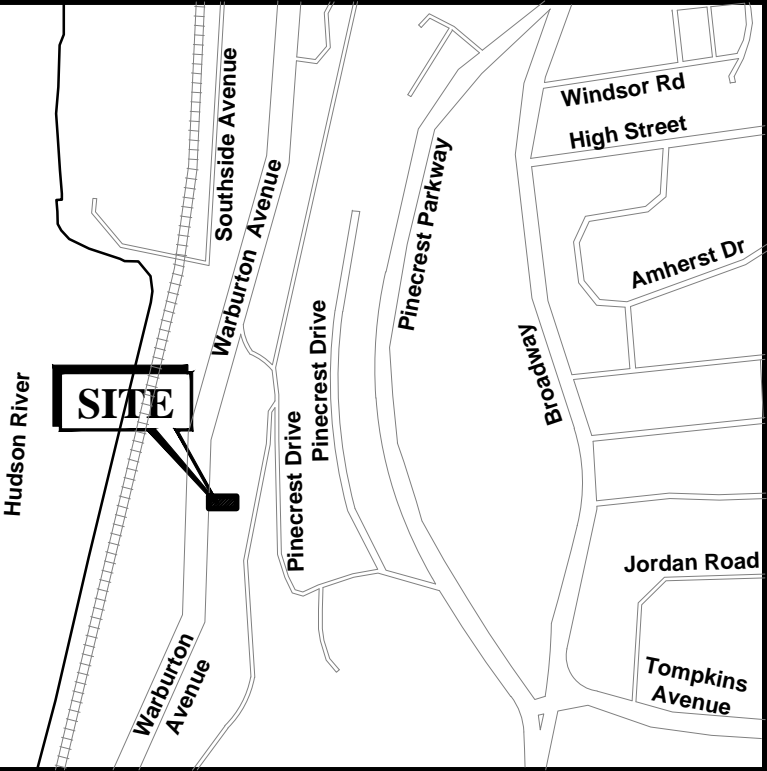 Southside Avenue
Windsor Rd
High Street
Warburton Avenue
Pinecrest Parkway
Amherst Dr
Pinecrest Drive
Broadway
SITE
Hudson River
Pinecrest Drive
Jordan Road
Warburton
Avenue
Tompkins
Avenue